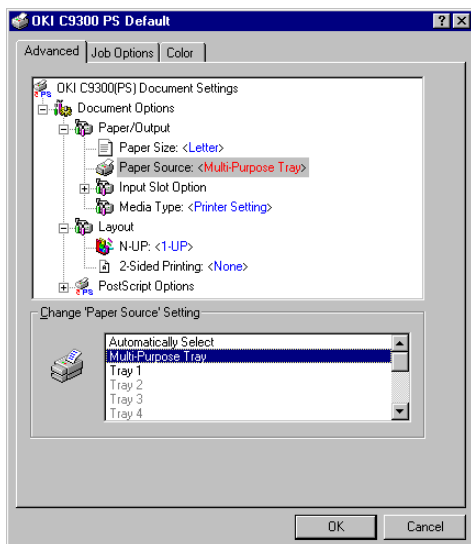 OKI C9300 PS Default
Advanced Job Options Color
OKI C9300(PS) Document Settings
Document Options
Paper/Output
Paper Size: <Letter>
Paper Source: <Multi-Purpose Tray>
Input Slot Option
Media Type: <Printer Setting>
Layout
N-UP: <1-UP>
2-Sided Printing: <None>
PostScript Options
Change 'Paper Source' Setting
Automatically Select
Multi-Purpose Tray
Tray 1
Tray 2
Tray 3
Tray 4
OK Cancel